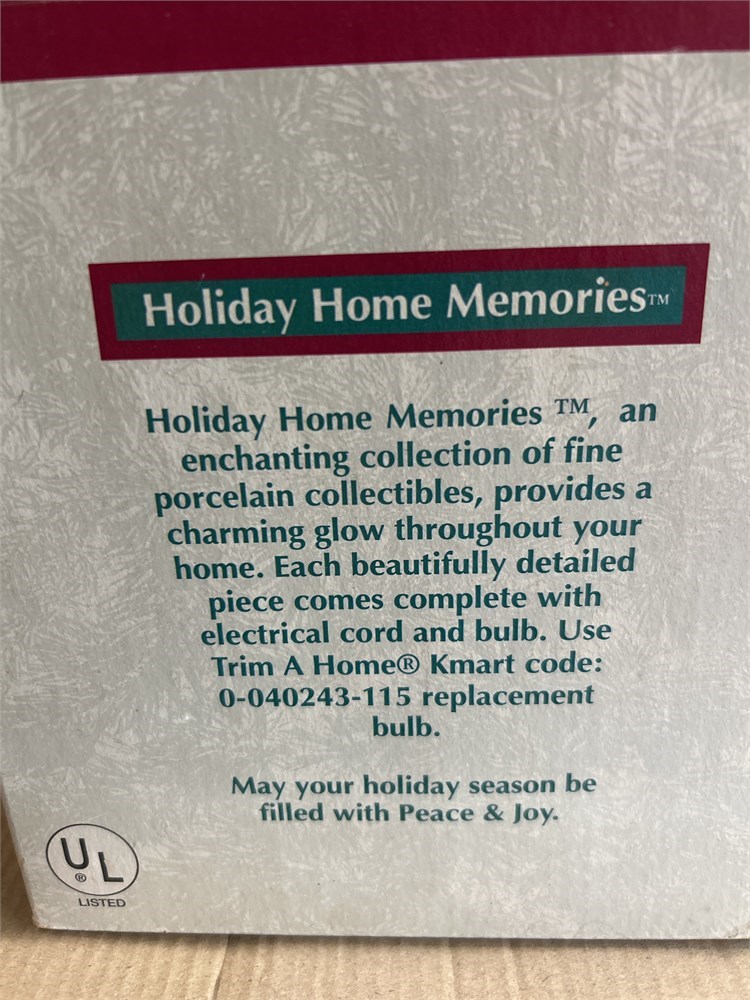 Holiday Home Memories™
Holiday Home Memories ™, an
enchanting collection of fine
porcelain collectibles, provides a
charming glow throughout your
home. Each beautifully detailed
piece comes complete with
electrical cord and bulb. Use
Trim A Home® Kmart code:
0-040243-115 replacement
bulb.
May your holiday season be
filled with Peace & Joy.
UL
®
LISTED